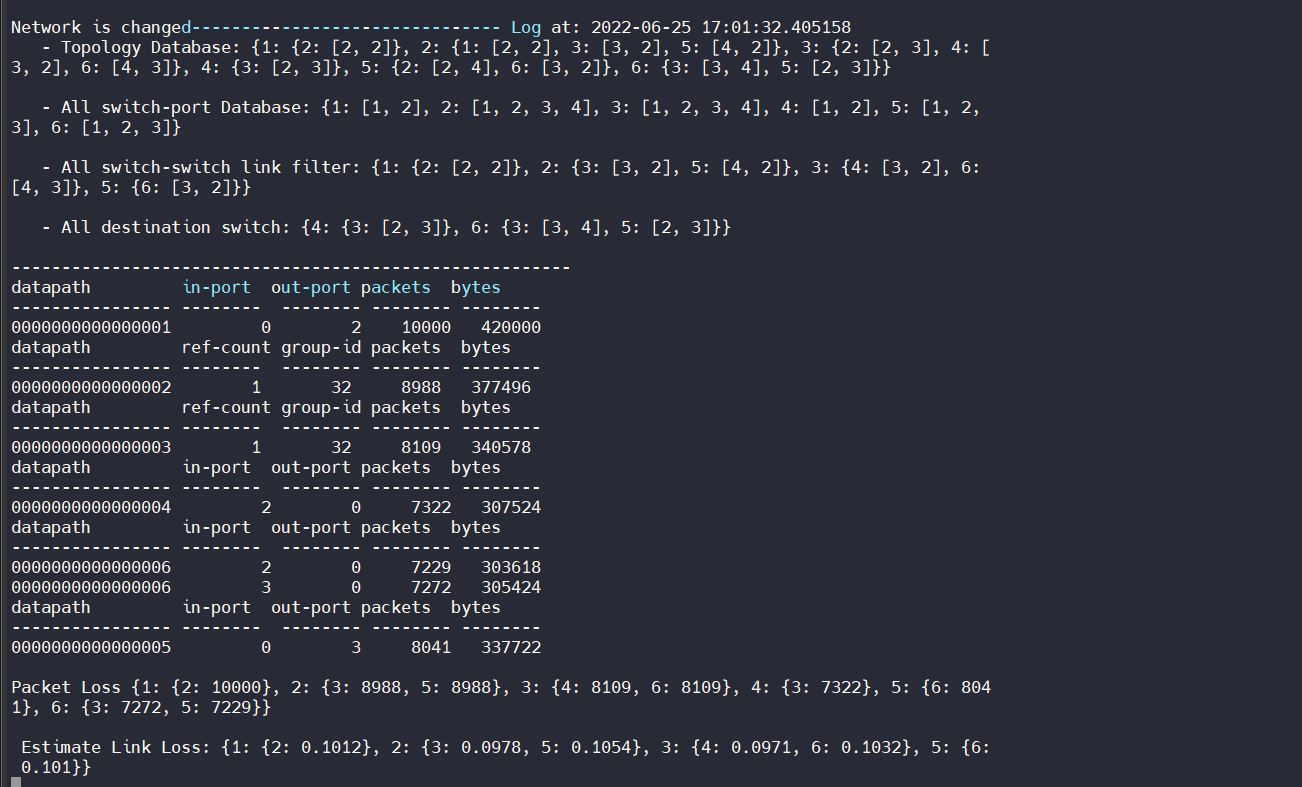 Network is changed------------------------------- Log at: 2022-06-25 17:01:32.405158
   - Topology Database: {1: {2: [2, 2]}, 2: {1: [2, 2], 3: [3, 2], 5: [4, 2]}, 3: {2: [2, 3], 4: [
3, 2], 6: [4, 3]}, 4: {3: [2, 3]}, 5: {2: [2, 4], 6: [3, 2]}, 6: {3: [3, 4], 5: [2, 3]}}
   - All switch-port Database: {1: [1, 2], 2: [1, 2, 3, 4], 3: [1, 2, 3, 4], 4: [1, 2], 5: [1, 2,
3], 6: [1, 2, 3]}
   - All switch-switch link filter: {1: {2: [2, 2]}, 2: {3: [3, 2], 5: [4, 2]}, 3: {4: [3, 2], 6:
[4, 3]}, 5: {6: [3, 2]}}
   - All destination switch: {4: {3: [2, 3]}, 6: {3: [3, 4], 5: [2, 3]}}
--------------------------------------------------------
datapath         in-port  out-port packets  bytes
---------------- --------  -------- -------- --------
0000000000000001         0        2    10000   420000
datapath         ref-count group-id packets  bytes
---------------- --------  -------- -------- --------
0000000000000002        1       32     8988   377496
datapath         ref-count group-id packets  bytes
---------------- --------  -------- -------- --------
0000000000000003        1       32     8109   340578
datapath         in-port  out-port packets  bytes
---------------- --------  -------- -------- --------
0000000000000004         2        0     7322   307524
datapath         in-port  out-port packets  bytes
---------------- --------  -------- -------- --------
0000000000000006         2        0     7229   303618
0000000000000006         3        0     7272   305424
datapath         in-port  out-port packets  bytes
---------------- --------  -------- -------- --------
0000000000000005         0        3     8041   337722
Packet Loss {1: {2: 10000}, 2: {3: 8988, 5: 8988}, 3: {4: 8109, 6: 8109}, 4: {3: 7322}, 5: {6: 804
1}, 6: {3: 7272, 5: 7229}}
 Estimate Link Loss: {1: {2: 0.1012}, 2: {3: 0.0978, 5: 0.1054}, 3: {4: 0.0971, 6: 0.1032}, 5: {6:
 0.101}}